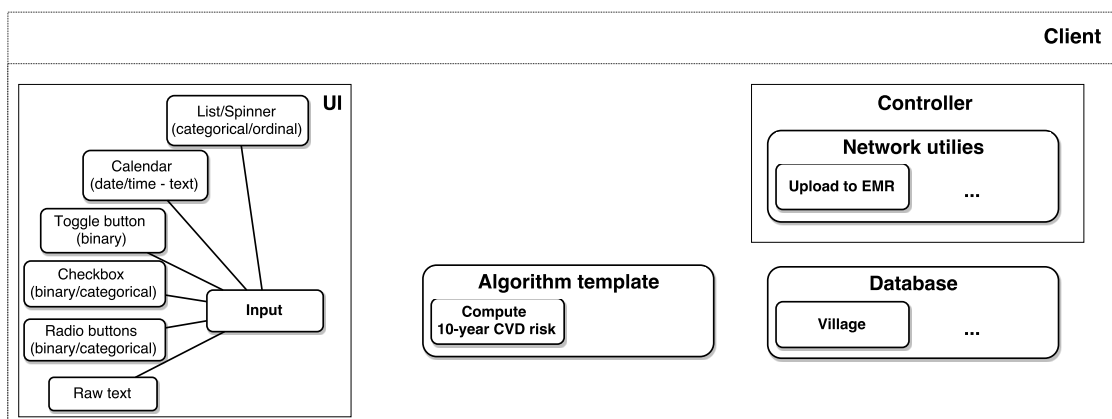 Client
UI
List/Spinner
(categorical/ordinal)
Calendar
(date/time - text)
Toggle button
(binary)
Checkbox
(binary/categorical)
Radio buttons
(binary/categorical)
Raw text
Input
Algorithm template
Compute
10-year CVD risk
Controller
Network utilies
Upload to EMR
...
Database
Village
...